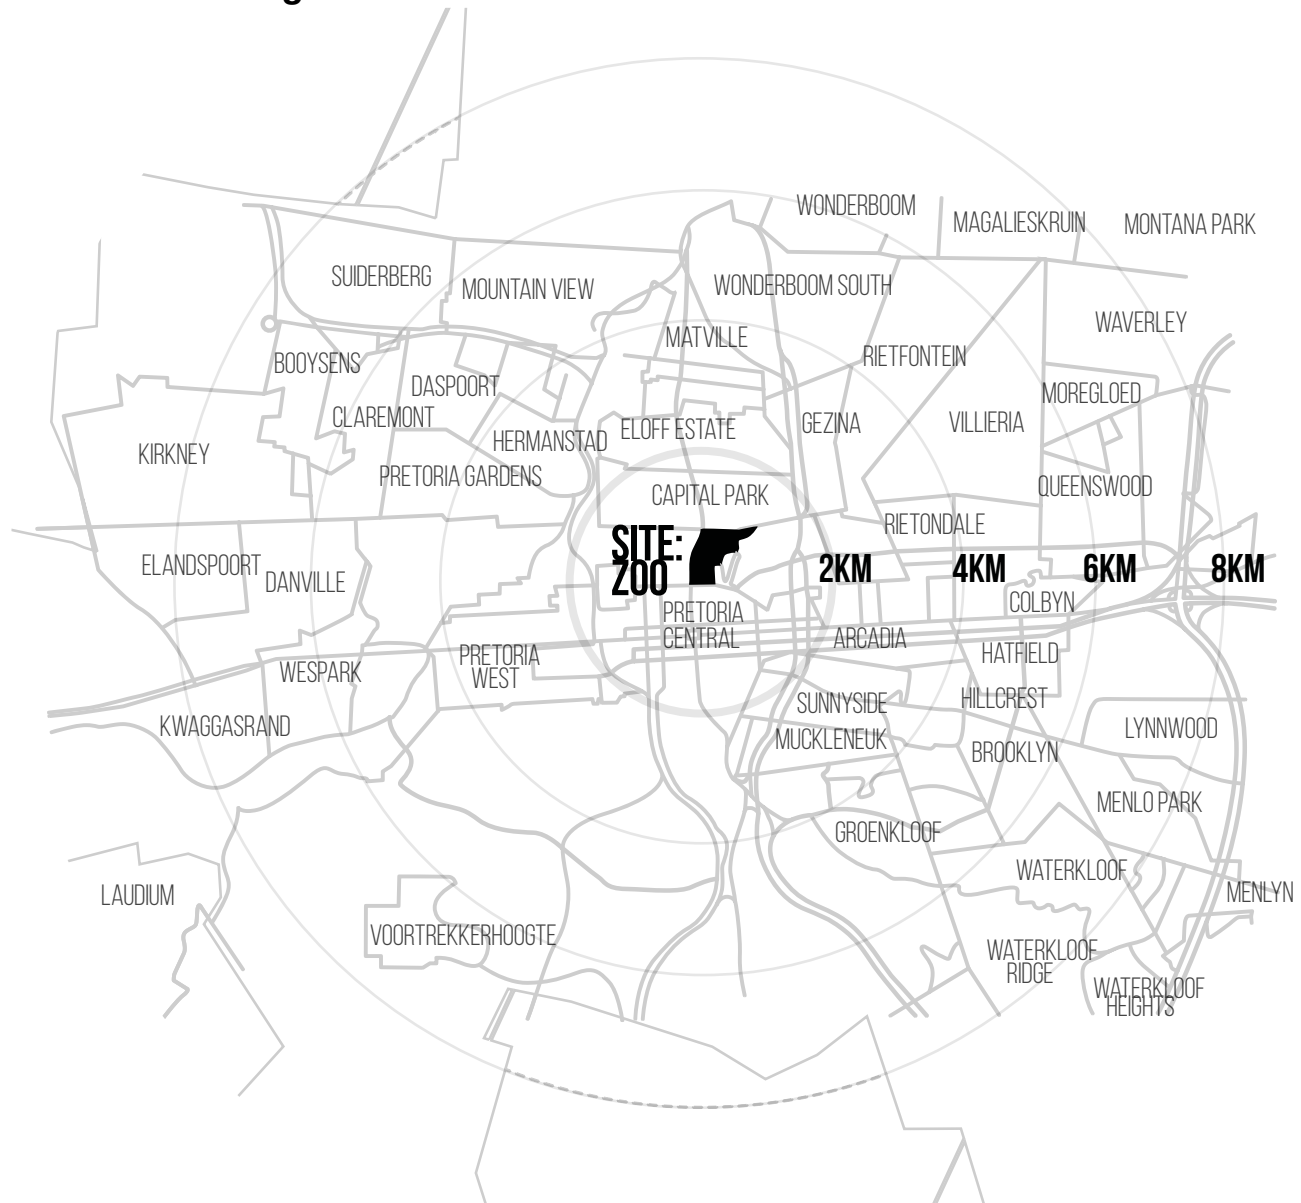 g
WONDERBOOM
MAGALIESKRUIN
MONTANA PARK
SUIDERBERG
MOUNTAIN VIEW
WONDERBOOM SOUTH
WAVERLEY
MATVILLE
RIETFONTEIN
BOOYSENS
DASPOORT
MOREGLOED
CLAREMONT
ELOFF ESTATE
GEZINA
VILLIERIA
KIRKNEY
HERMANSTAD
PRETORIA GARDENS
CAPITAL PARK
QUEENSWOOD
RIETONDALE
SITE:
ZOO
ELANDSPOORT
DANVILLE
2KM
4KM
6KM
8KM
COLBYN
PRETORIA
CENTRAL
ARCADIA
HATFIELD
PRETORIA
WEST
WESPARK
HILLCREST
SUNNYSIDE
KWAGGASRAND
LYNNWOOD
MUCKLENEUK
BROOKLYN
MENLO PARK
GROENKLOOF
WATERKLOOF
LAUDIUM
MENLYN
VOORTREKKERHOOGTE
WATERKLOOF
RIDGE
WATERKLOOF
HEIGHTS